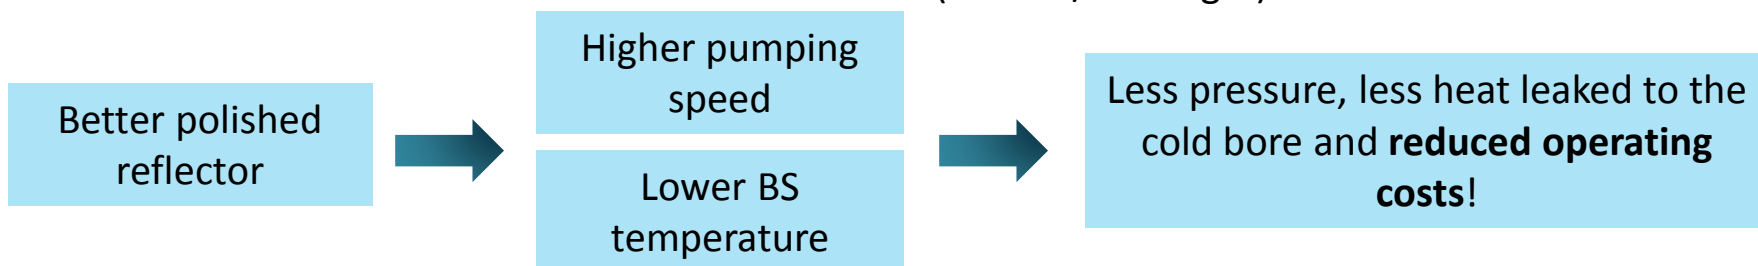 Better polished
reflector
Higher pumping
speed
Lower BS
temperature
Less pressure, less heat leaked to the
cold bore and reduced operating
costs!